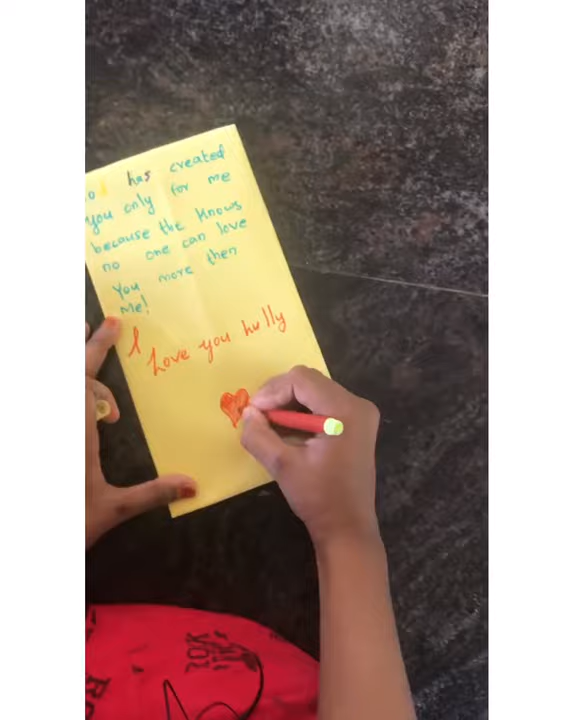 has created
you only for me
because the knows
no one can love
You more then
Me!
I
Love you hully